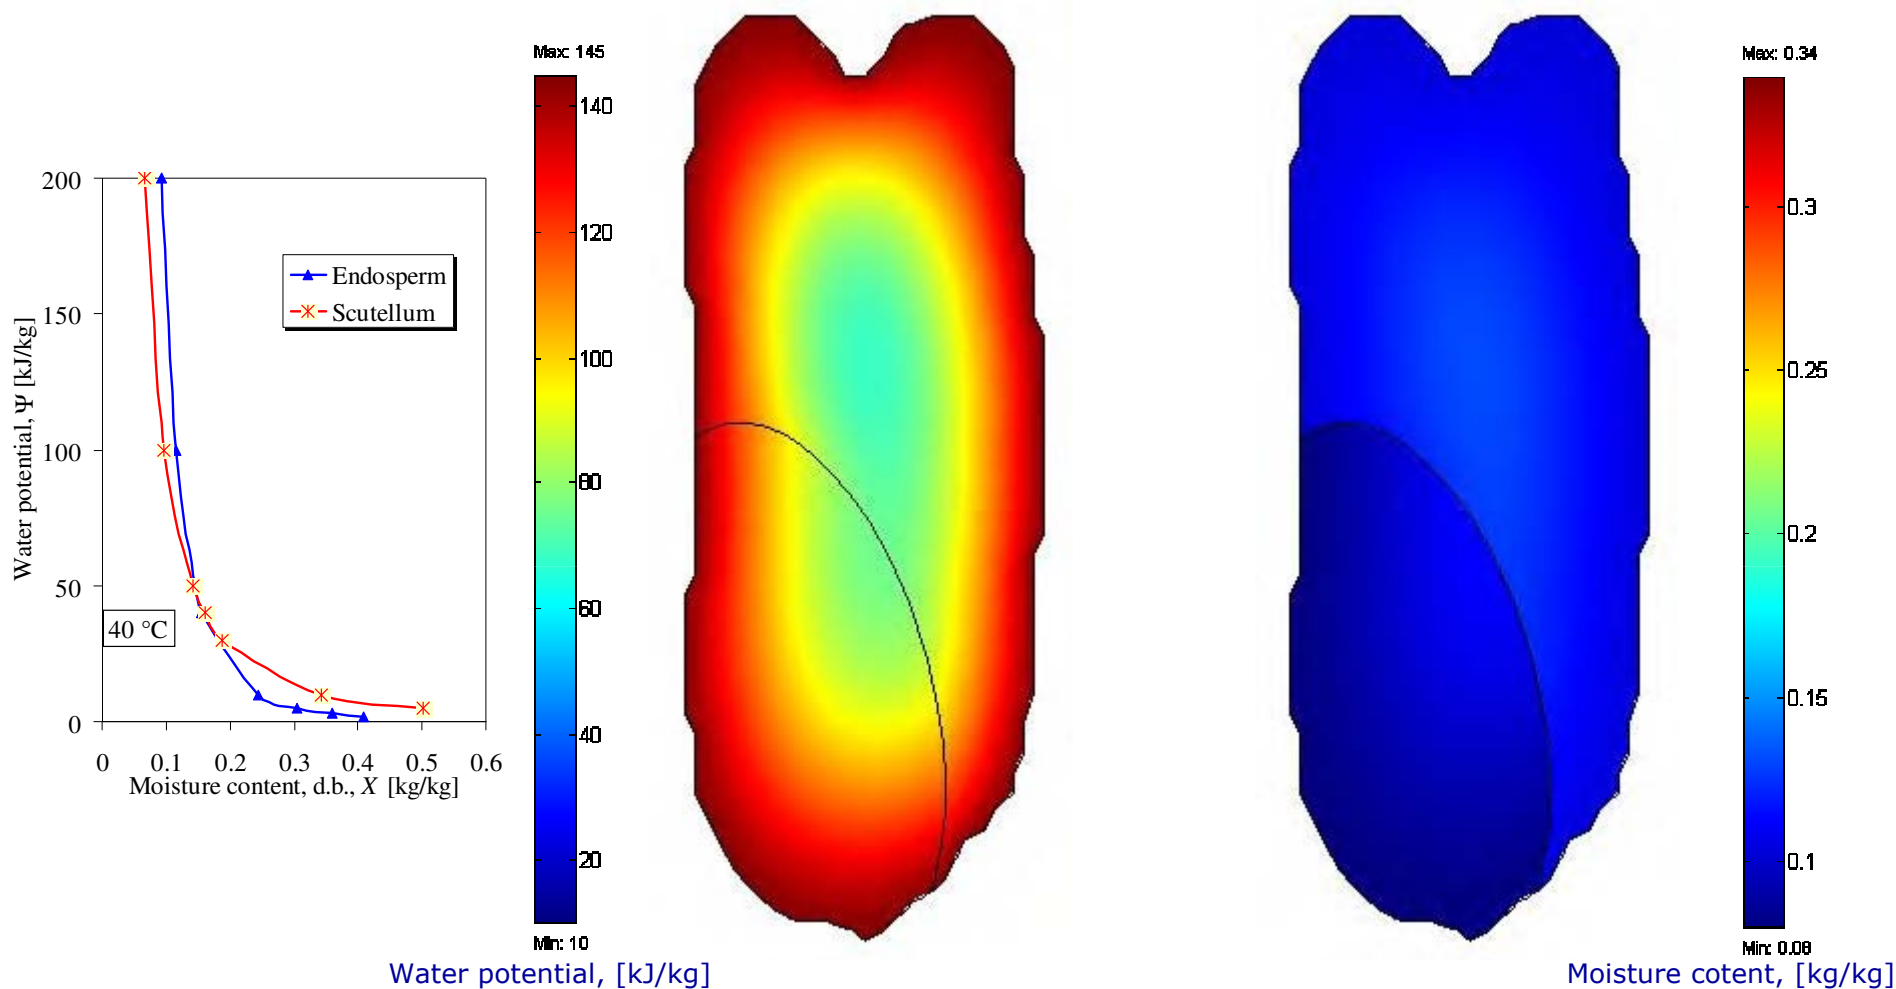 Water potential, Ψ [kJ/kg]
200
150
100
50
0
0 0.1 0.2 0.3 0.4 0.5 0.6
Moisture content, d.b., X [kg/kg]
Endosperm
Scutellum
40 °C
Max: 145
140
120
100
80
60
40
20
Min: 10
Water potential, [kJ/kg]
Max: 0.34
0.3
0.25
0.2
0.15
0.1
Min: 0.08
Moisture cotent, [kg/kg]